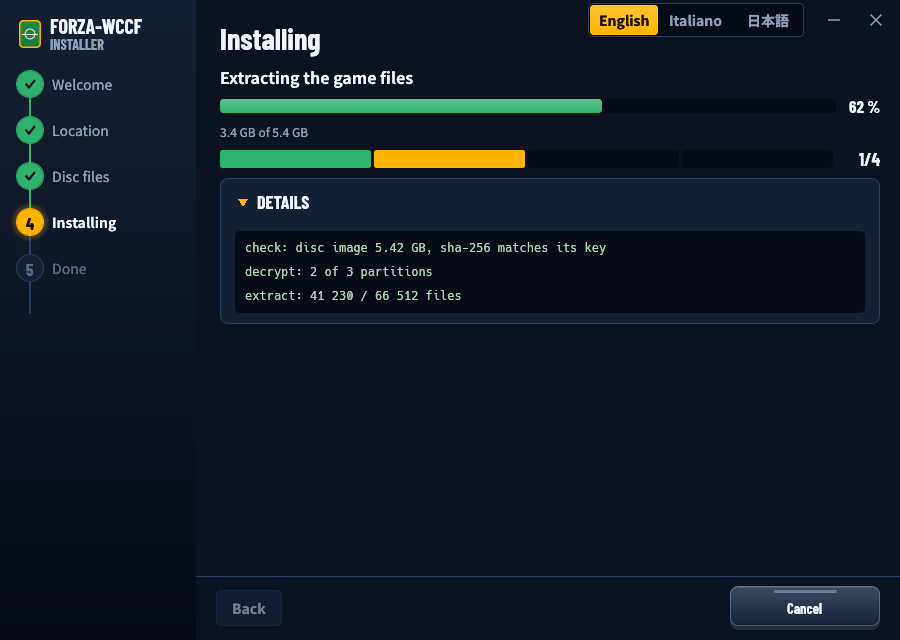 FORZA-WCCF
INSTALLER
Welcome
Location
Disc files
4 Installing
5 Done
English Italiano 日本語
Installing
Extracting the game files
62 %
3.4 GB of 5.4 GB
1/4
DETAILS
check: disc image 5.42 GB, sha-256 matches its key
decrypt: 2 of 3 partitions
extract: 41 230 / 66 512 files
Back
Cancel